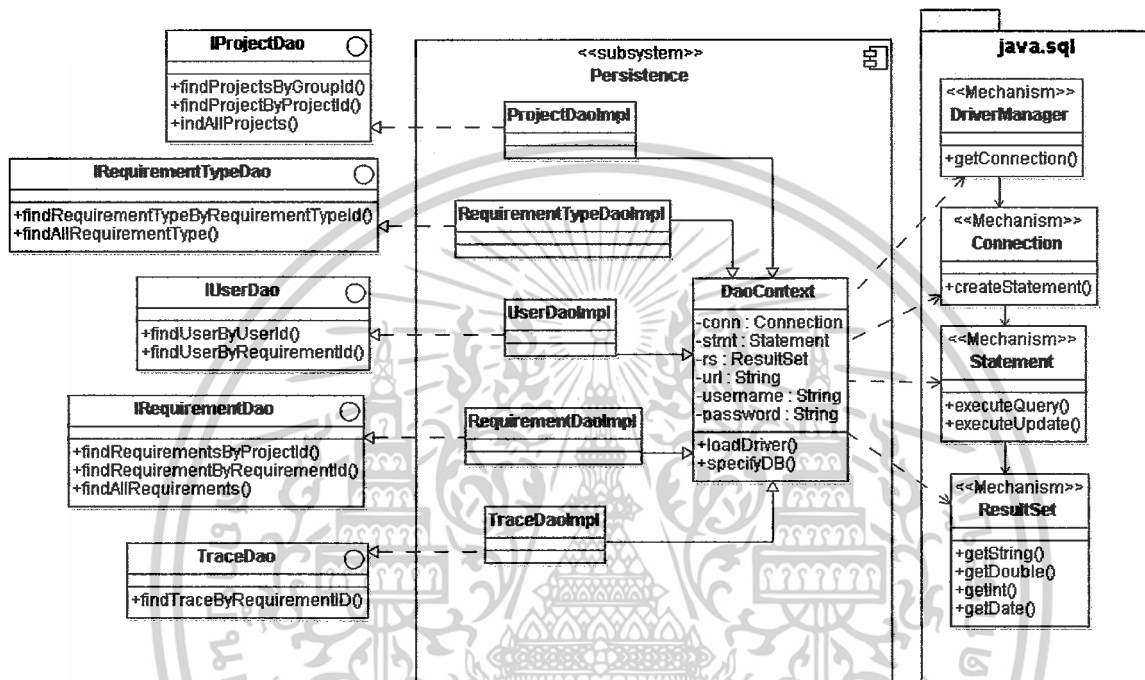 IProjectDao
+findProjectsByGroupId()
+findProjectByProjectId()
+indAllProjects()
IRequirementTypeDao
+findRequirementTypeByRequirementTypeId()
+findAllRequirementType()
IUserDao
+findUserByUserId()
+findUserByRequirementId()
IRequirementDao
+findRequirementsByProjectId()
+findRequirementByRequirementId()
+findAllRequirements()
TraceDao
+findTraceByRequirementID()
<<subsystem>>
Persistence
ProjectDaoImpl
RequirementTypeDaoImpl
UserDaoImpl
RequirementDaoImpl
TraceDaoImpl
DaoContext
-conn : Connection
-stmt : Statement
-rs : ResultSet
-url : String
-username : String
-password : String
+loadDriver()
+specifyDB()
java.sql
<<Mechanism>>
DriverManager
+getConnection()
<<Mechanism>>
Connection
+createStatement()
<<Mechanism>>
Statement
+executeQuery()
+executeUpdate()
<<Mechanism>>
ResultSet
+getString()
+getDouble()
+getInt()
+getDate()